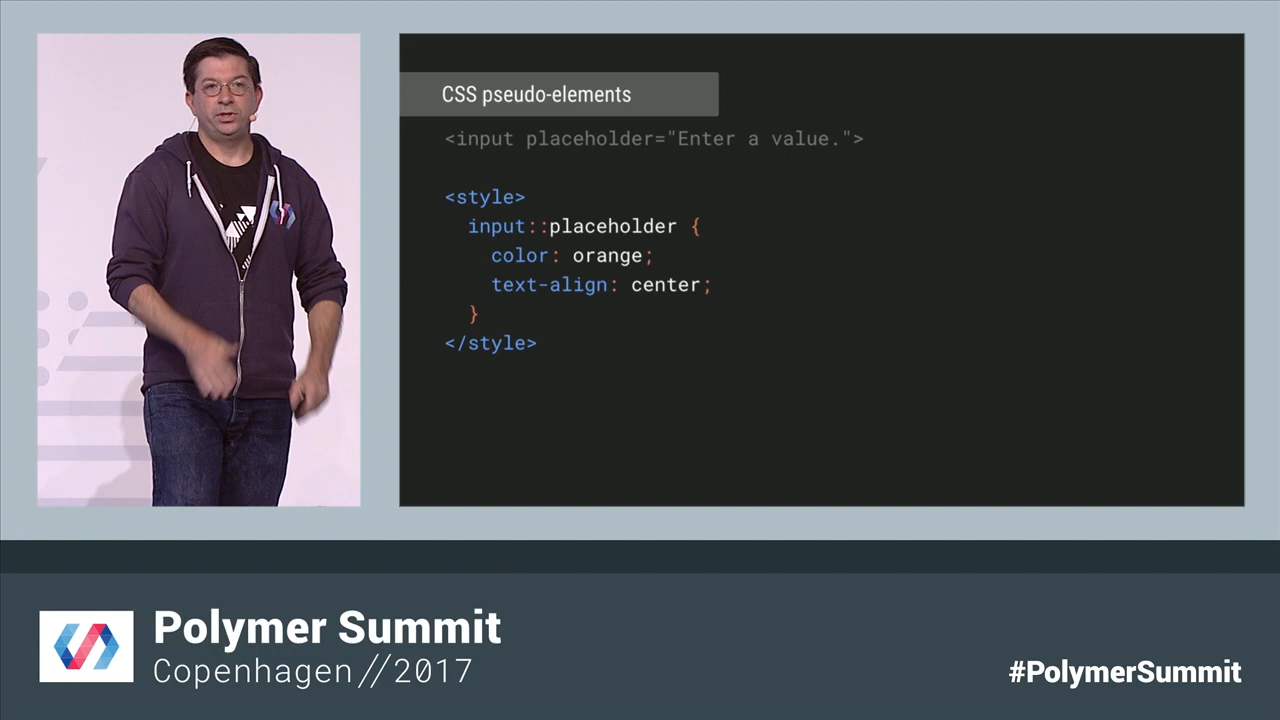 CSS pseudo-elements
<input placeholder="Enter a value.">
<style>
input::placeholder {
color: orange;
text-align: center;
}
</style>
Polymer Summit
Copenhagen//2017
#PolymerSummit